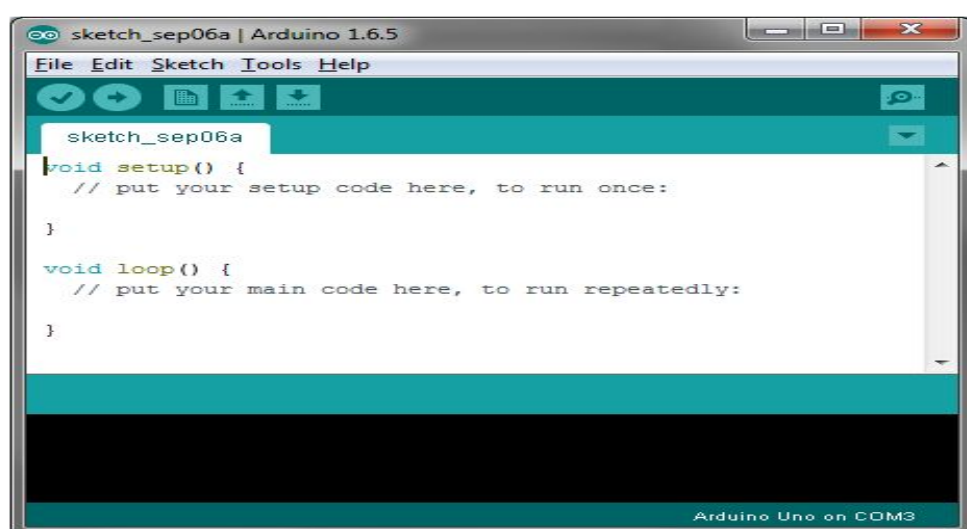 sketch_sep06a | Arduino 1.6.5
File Edit Sketch Tools Help
sketch_sep06a
void setup() {
  // put your setup code here, to run once:
}
void loop() {
  // put your main code here, to run repeatedly:
}
Arduino Uno on COM3